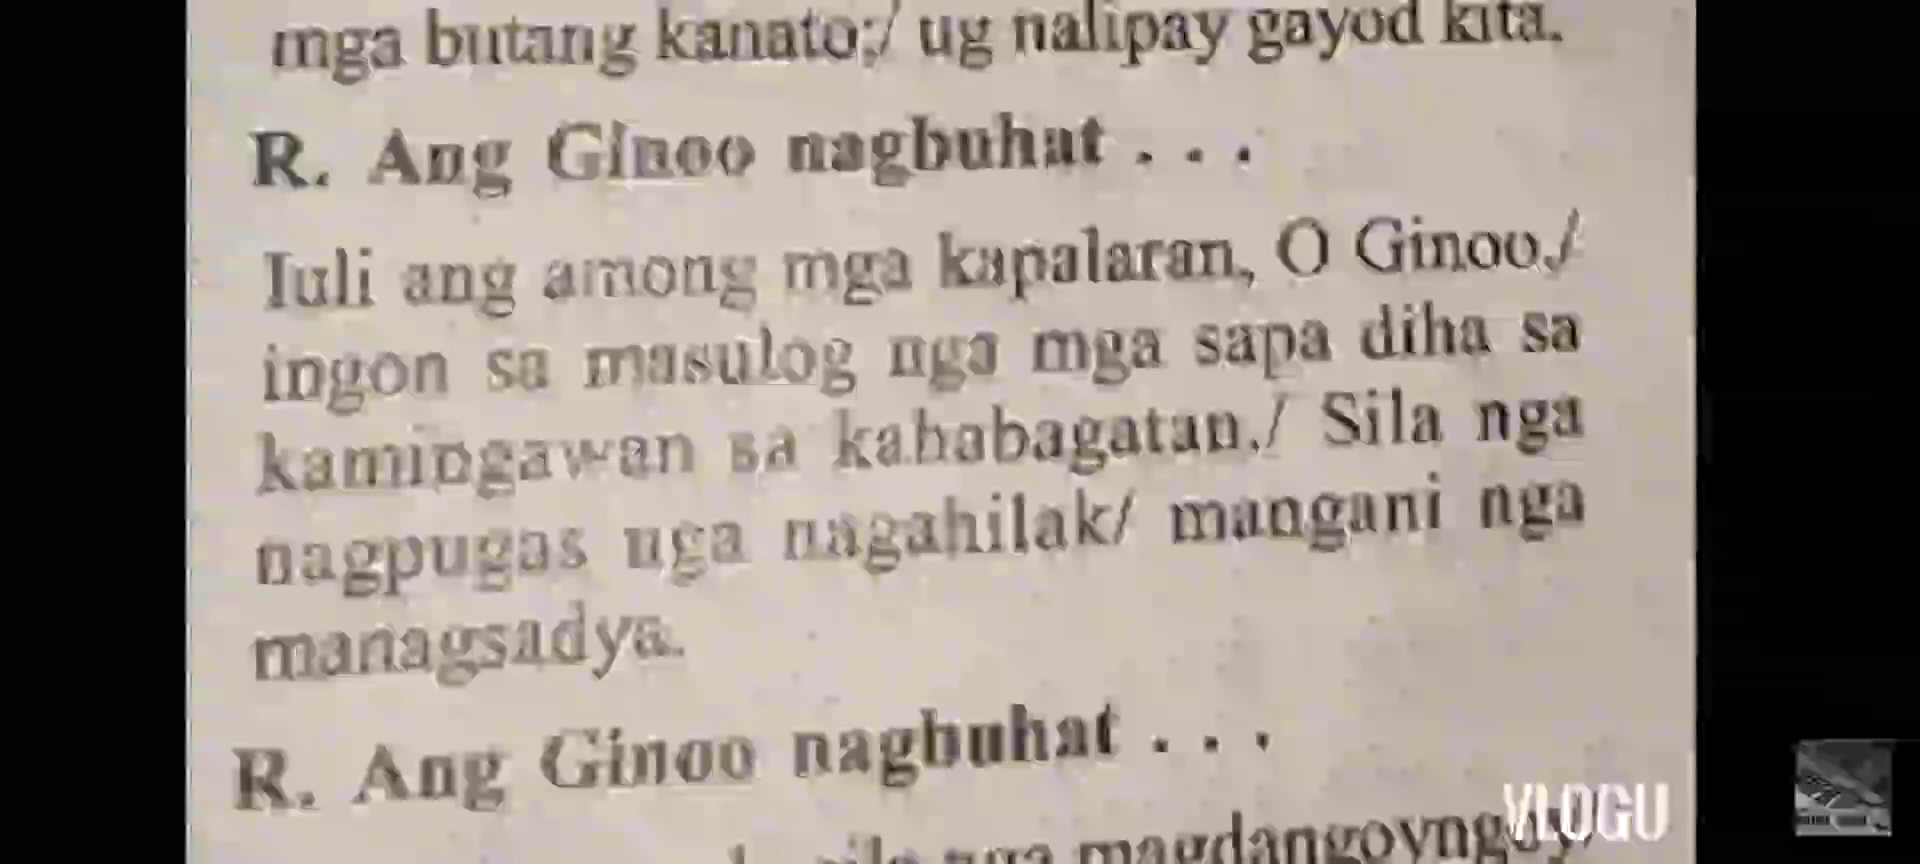 mga butang kanato;/ ug nalipay gayod kita.
R. Ang Ginoo nagbuhat . . .
Iuli ang among mga kapalaran, O Ginoo,/
ingon sa masulog nga mga sapa diha sa
kamingawan sa kahabagatan./ Sila nga
nagpugas nga nagahilak/ mangani nga
managsadya.
R. Ang Ginoo nagbuhat . . .
nga
VLOGU